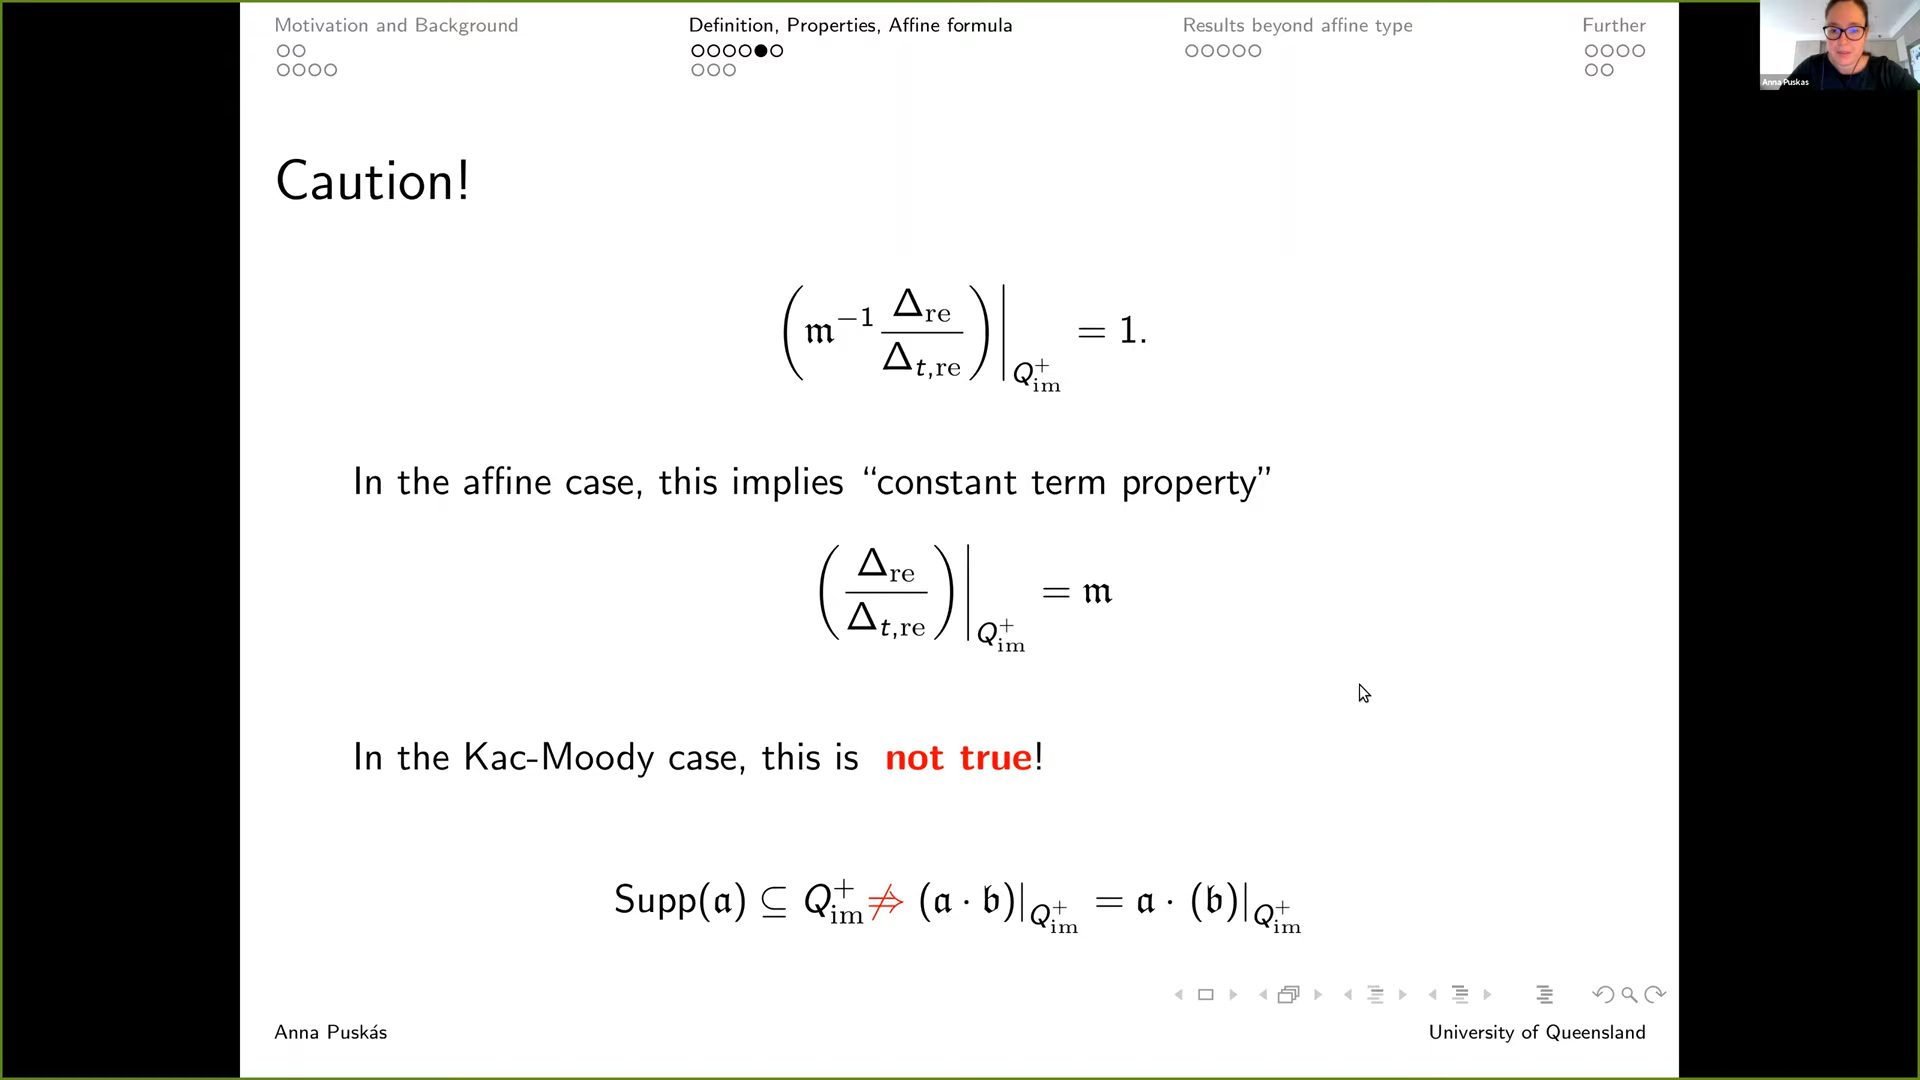 Motivation and Background Definition, Properties, Affine formula Results beyond affine type Further
Anna Puskas
Caution!
(𝔪⁻¹ Δ_re / Δ_{t,re})|_{Q⁺_im} = 1.
In the affine case, this implies “constant term property”
(Δ_re / Δ_{t,re})|_{Q⁺_im} = 𝔪
In the Kac-Moody case, this is not true!
Supp(𝔞) ⊆ Q⁺_im ⇏ (𝔞 · 𝔟)|_{Q⁺_im} = 𝔞 · (𝔟)|_{Q⁺_im}
Anna Puskás University of Queensland